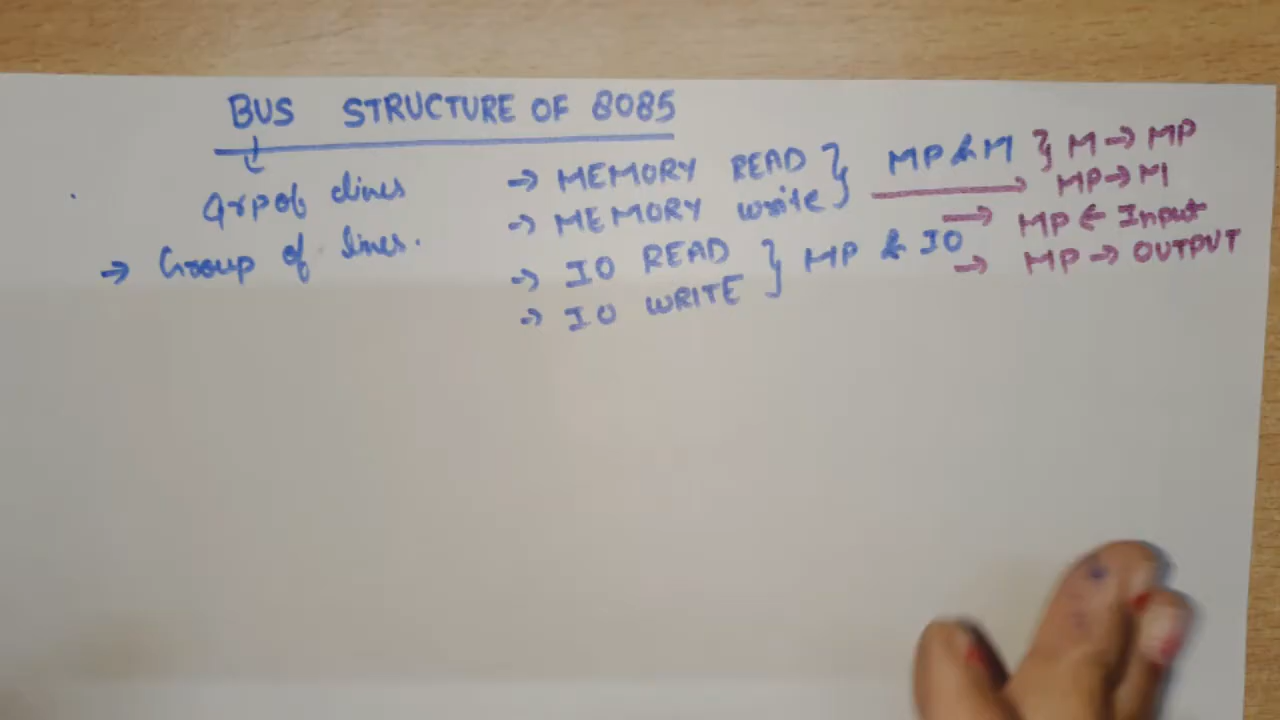 BUS STRUCTURE OF 8085
Grp of lines
→ Group of lines.
→ MEMORY READ } MP & M } M → MP
→ MEMORY write MP → M
→ IO READ } MP & IO → MP ← Input
→ IO WRITE → MP → OUTPUT